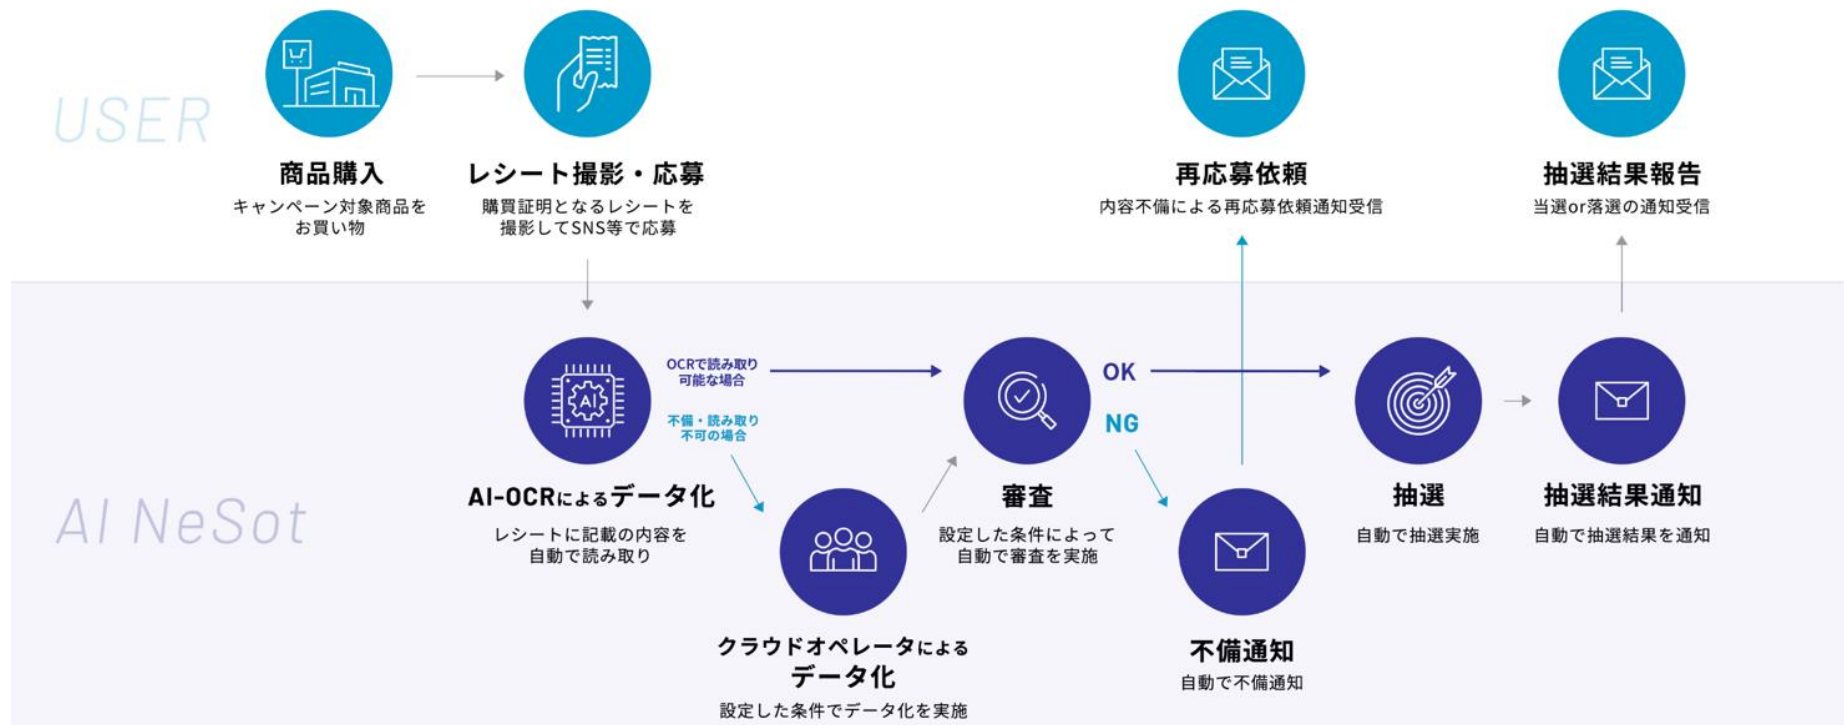 USER
商品購入
キャンペーン対象商品を
お買い物
レシート撮影・応募
購買証明となるレシートを
撮影してSNS等で応募
再応募依頼
内容不備による再応募依頼通知受信
抽選結果報告
当選or落選の通知受信
AI NeSot
AI
AI-OCRによるデータ化
レシートに記載の内容を
自動で読み取り
OCRで読み取り
可能な場合
不備・読み取り
不可の場合
クラウドオペレータによる
データ化
設定した条件でデータ化を実施
審査
設定した条件によって
自動で審査を実施
OK
NG
不備通知
自動で不備通知
抽選
自動で抽選実施
抽選結果通知
自動で抽選結果を通知